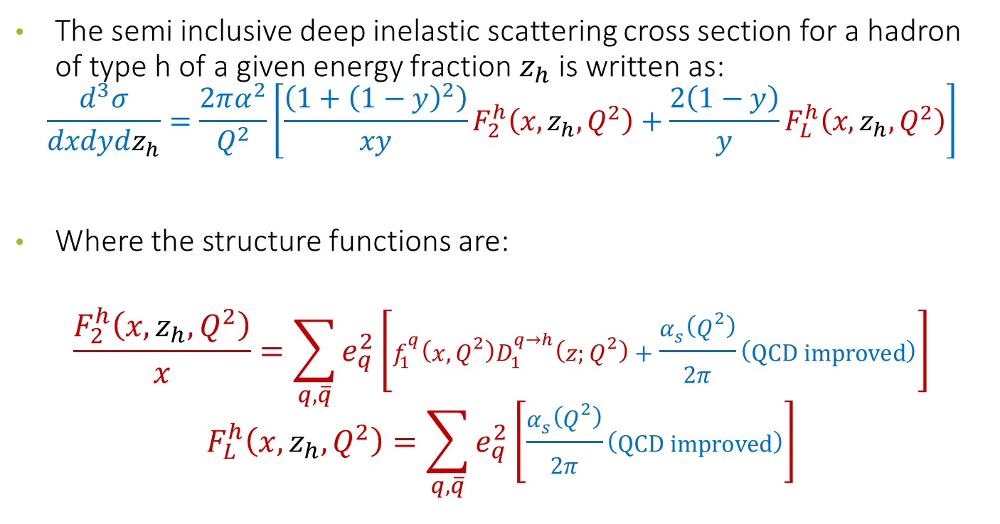 • The semi inclusive deep inelastic scattering cross section for a hadron
of type h of a given energy fraction 𝑧ₕ is written as:
$\frac{d^3\sigma}{dxdydz_h} = \frac{2\pi\alpha^2}{Q^2}\left[\frac{(1+(1-y)^2)}{xy}F_2^h(x,z_h,Q^2)+\frac{2(1-y)}{y}F_L^h(x,z_h,Q^2)\right]$
• Where the structure functions are:
$\frac{F_2^h(x,z_h,Q^2)}{x} = \sum_{q,\bar{q}} e_q^2\left[f_1^q(x,Q^2)D_1^{q\to h}(z;Q^2)+\frac{\alpha_s(Q^2)}{2\pi}(\text{QCD improved})\right]$
$F_L^h(x,z_h,Q^2) = \sum_{q,\bar{q}} e_q^2\left[\frac{\alpha_s(Q^2)}{2\pi}(\text{QCD improved})\right]$